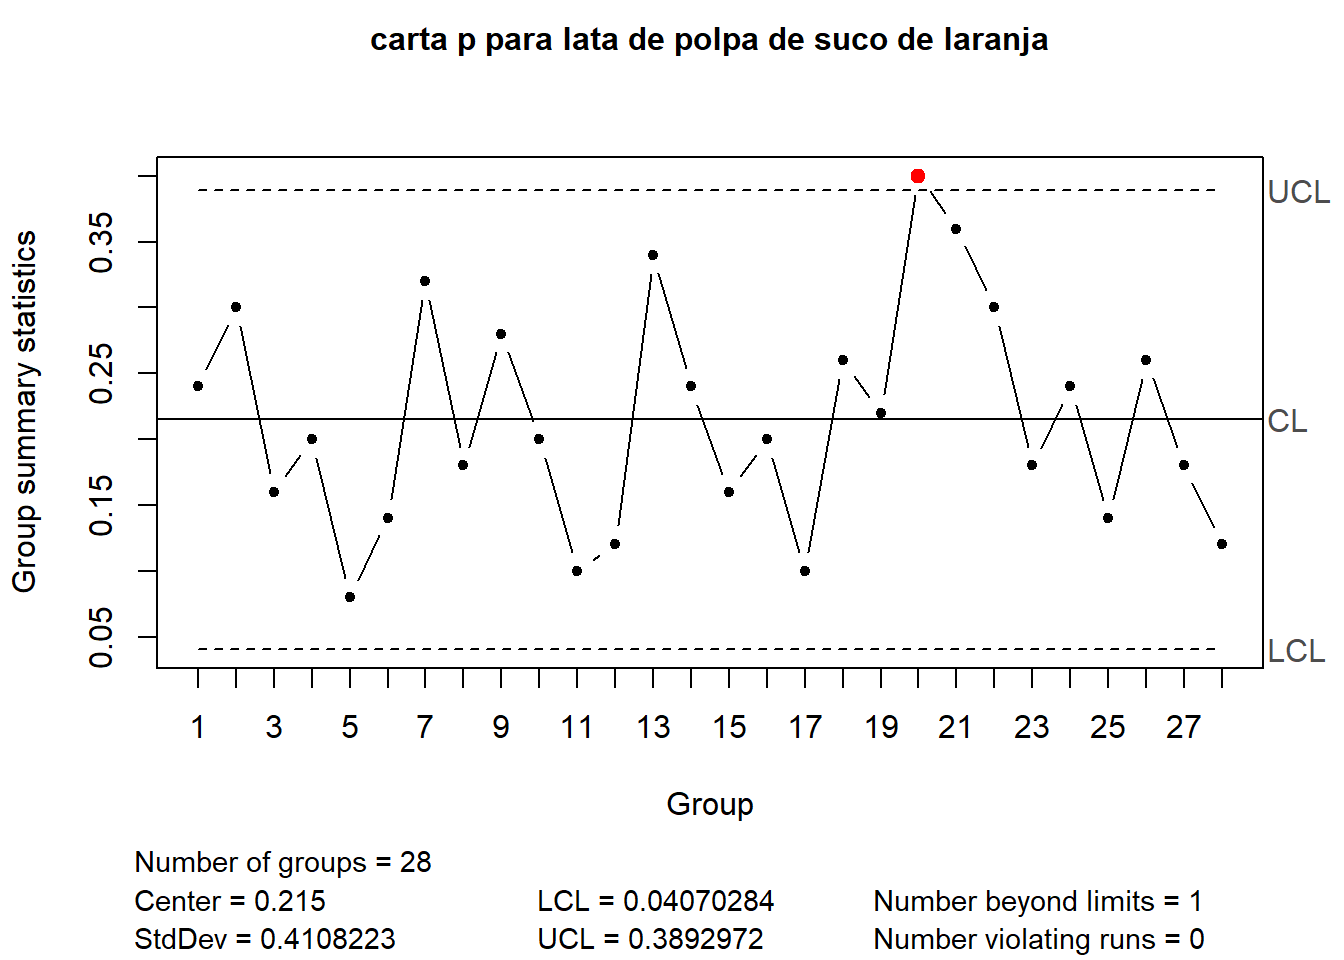 carta p para lata de polpa de suco de laranja
Group summary statistics
0.05 0.15 0.25 0.35
UCL
CL
LCL
1 3 5 7 9 11 13 15 17 19 21 23 25 27
Group
Number of groups = 28
Center = 0.215 LCL = 0.04070284 Number beyond limits = 1
StdDev = 0.4108223 UCL = 0.3892972 Number violating runs = 0